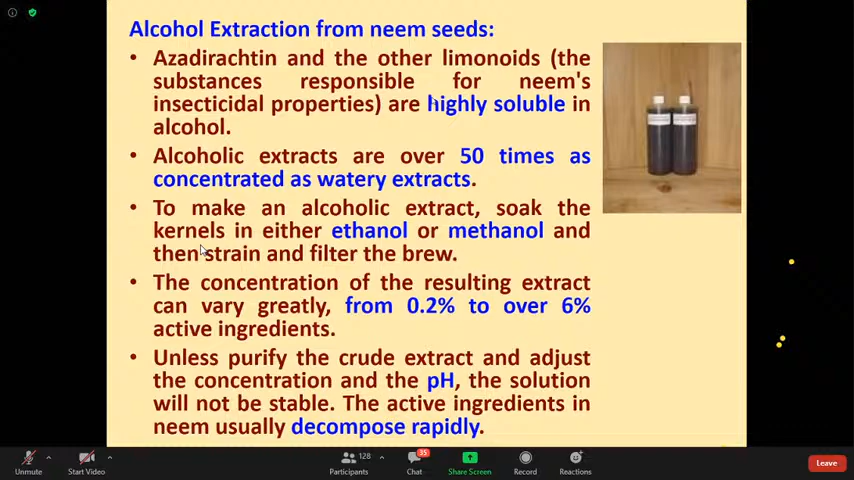 Alcohol Extraction from neem seeds:
• Azadirachtin and the other limonoids (the
substances responsible for neem's
insecticidal properties) are highly soluble in
alcohol.
• Alcoholic extracts are over 50 times as
concentrated as watery extracts.
• To make an alcoholic extract, soak the
kernels in either ethanol or methanol and
then strain and filter the brew.
• The concentration of the resulting extract
can vary greatly, from 0.2% to over 6%
active ingredients.
• Unless purify the crude extract and adjust
the concentration and the pH, the solution
will not be stable. The active ingredients in
neem usually decompose rapidly.
128
35
Unmute
Start Video
Participants
Chat
Share Screen
Record
Reactions
Leave